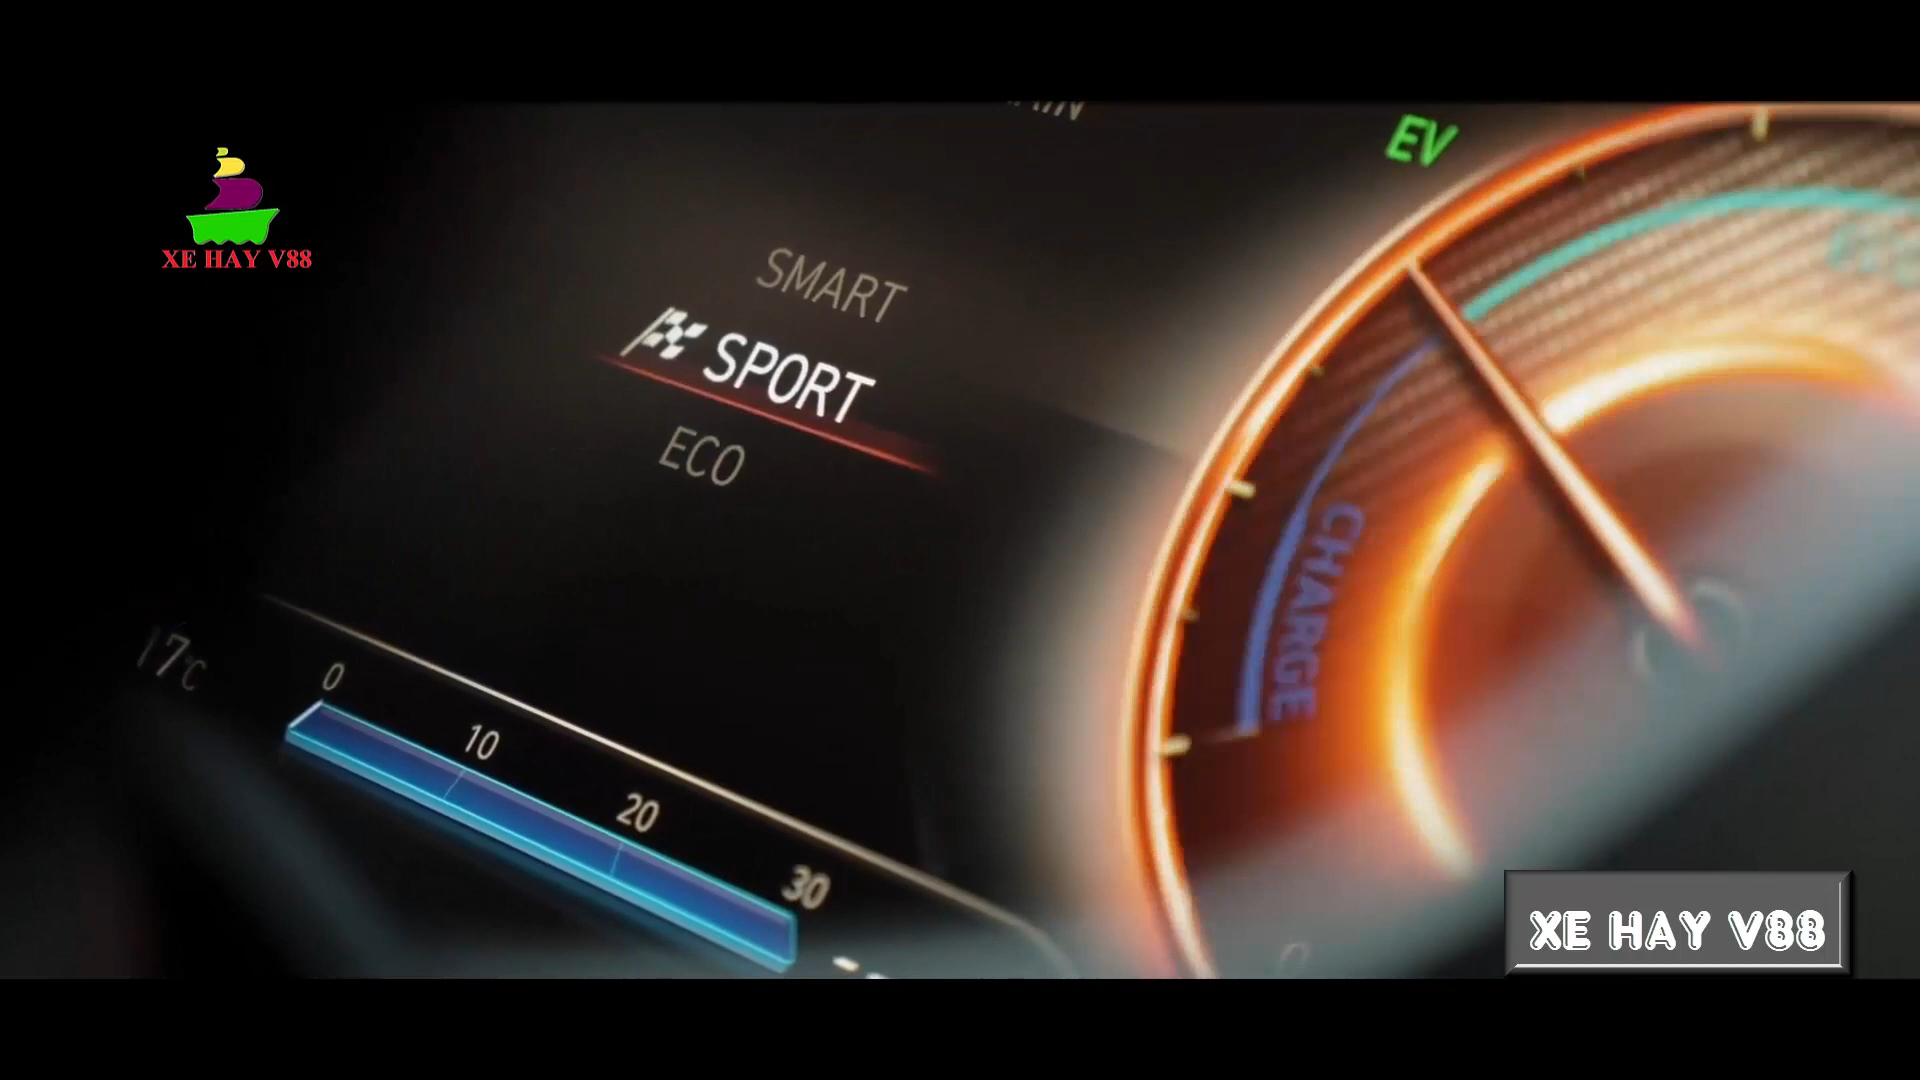 EV
SMART
SPORT
ECO
XE HAY V88
CHARGE
17°C
0
10
20
30
XE HAY V88